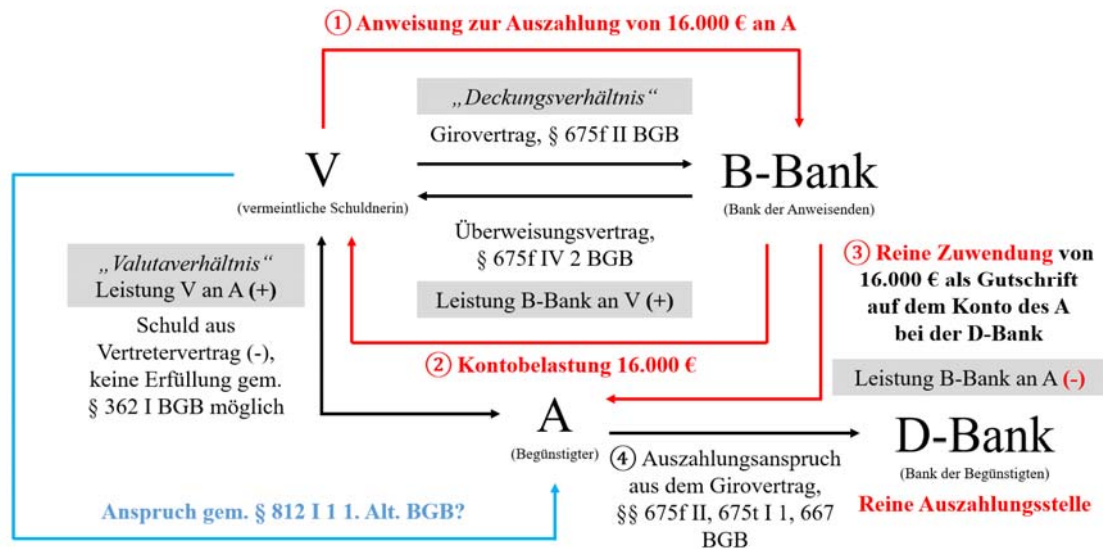 ① Anweisung zur Auszahlung von 16.000 € an A
„Deckungsverhältnis“
Girovertrag, § 675f II BGB
V
(vermeintliche Schuldnerin)
B-Bank
(Bank der Anweisenden)
Überweisungsvertrag,
§ 675f IV 2 BGB
Leistung B-Bank an V (+)
② Kontobelastung 16.000 €
„Valutaverhältnis“
Leistung V an A (+)
Schuld aus
Vertretervertrag (-),
keine Erfüllung gem.
§ 362 I BGB möglich
③ Reine Zuwendung von
16.000 € als Gutschrift
auf dem Konto des A
bei der D-Bank
Leistung B-Bank an A (-)
A
(Begünstigter)
D-Bank
(Bank der Begünstigten)
Reine Auszahlungsstelle
④ Auszahlungsanspruch
aus dem Girovertrag,
§§ 675f II, 675t I 1, 667
BGB
Anspruch gem. § 812 I 1 1. Alt. BGB?